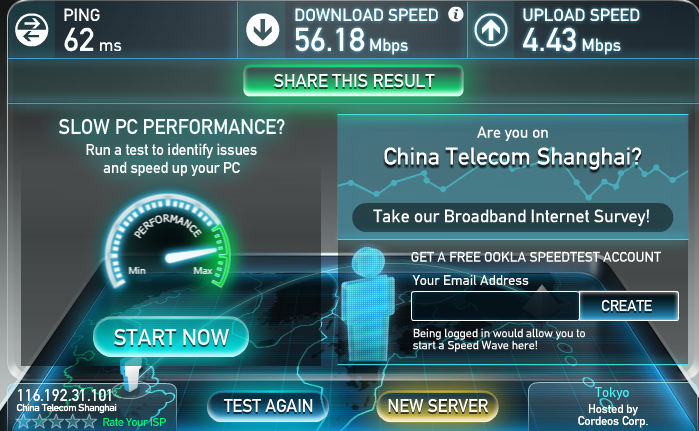 PING
62 ms
DOWNLOAD SPEED
56.18 Mbps
UPLOAD SPEED
4.43 Mbps
SHARE THIS RESULT
SLOW PC PERFORMANCE?
Run a test to identify issues
and speed up your PC
PERFORMANCE
Min
Max
START NOW
Are you on
China Telecom Shanghai?
Take our Broadband Internet Survey!
GET A FREE OOKLA SPEEDTEST ACCOUNT
Your Email Address
CREATE
Being logged in would allow you to
start a Speed Wave here!
116.192.31.101
China Telecom Shanghai
Rate Your ISP
TEST AGAIN
NEW SERVER
Tokyo
Hosted by
Cordeos Corp.